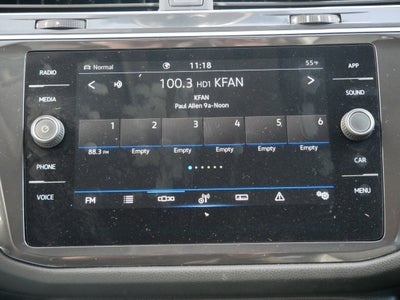 RADIO
MEDIA
PHONE
VOICE
Normal 11:18 55°F
< 100.3 HD1 KFAN >
KFAN
Paul Allen 9a-Noon
1 2 3 4 5 6
88.3 FM Empty Empty Empty Empty Empty
FM
APP
SOUND
CAR
MENU